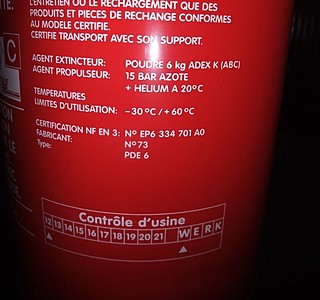 L'ENTRETIEN OU LE RECHARGEMENT QUE DES
PRODUITS ET PIECES DE RECHANGE CONFORMES
AU MODELE CERTIFIE.
CERTIFIE TRANSPORT AVEC SON SUPPORT.
AGENT EXTINCTEUR: POUDRE 6 kg ADEX K (ABC)
AGENT PROPULSEUR: 15 BAR AZOTE
+ HELIUM A 20°C
TEMPERATURES
LIMITES D'UTILISATION: –30°C/+60°C
CERTIFICATION NF EN 3: N° EP6 334 701 A0
FABRICANT: N°73
Type: PDE 6
Contrôle d'usine
12 13 14 15 16 17 18 19 20 21 WERK